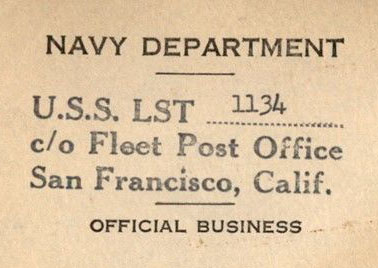 NAVY DEPARTMENT
U.S.S. LST 1134
c/o Fleet Post Office
San Francisco, Calif.
OFFICIAL BUSINESS